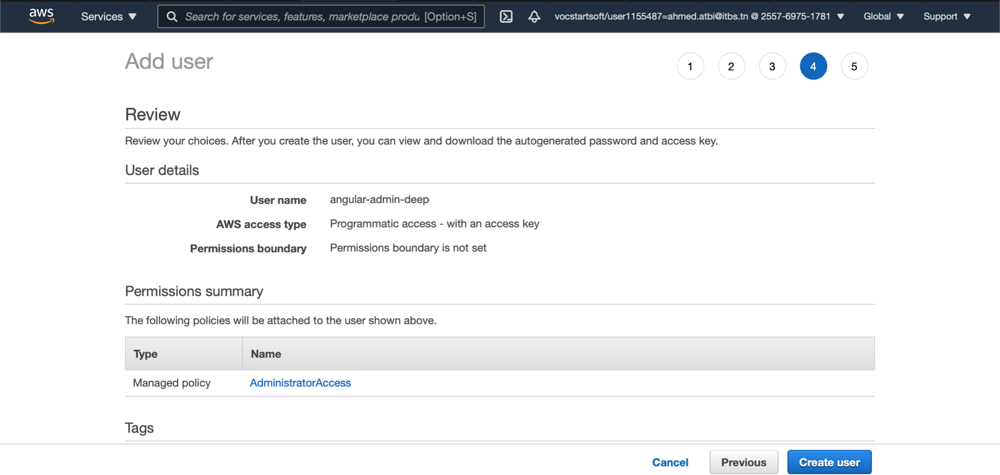 aws Services Search for services, features, marketplace produ [Option+S] vocstartsoft/user1155487=ahmed.atbi@itbs.tn @ 2557-6975-1781 Global Support
Add user 1 2 3 4 5
Review
Review your choices. After you create the user, you can view and download the autogenerated password and access key.
User details
User name angular-admin-deep
AWS access type Programmatic access - with an access key
Permissions boundary Permissions boundary is not set
Permissions summary
The following policies will be attached to the user shown above.
Type Name
Managed policy AdministratorAccess
Tags
Cancel Previous Create user